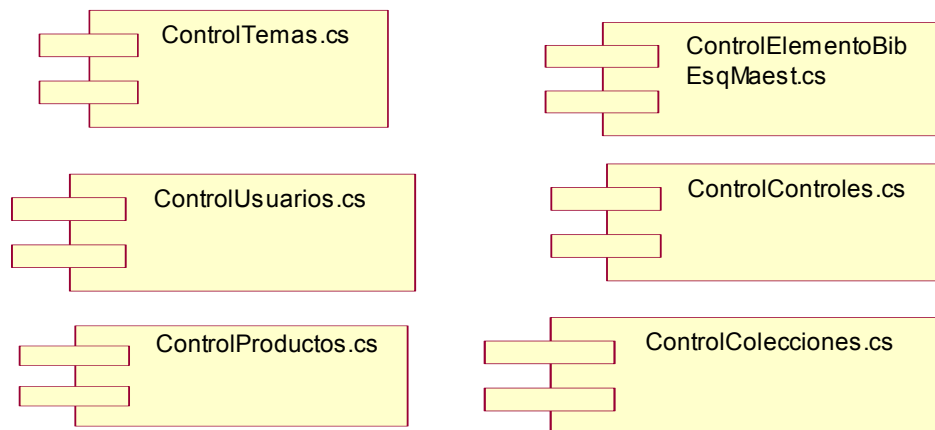 ControlTemas.cs
ControlElementoBib
EsqMaest.cs
ControlUsuarios.cs
ControlControles.cs
ControlProductos.cs
ControlColecciones.cs